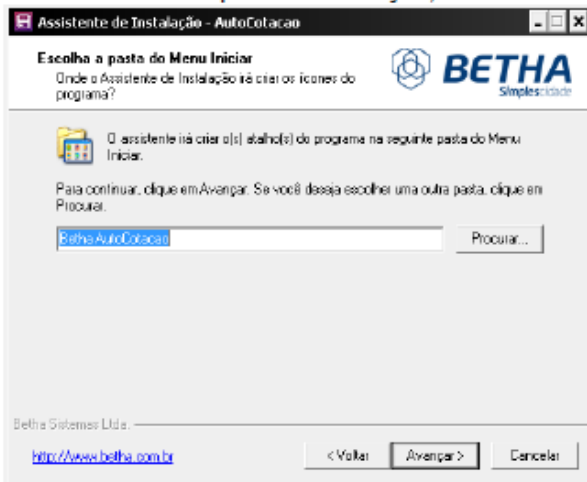 Assistente de Instalação - AutoCotacao
Escolha a pasta do Menu Iniciar
Onde o Assistente de Instalação irá criar os ícones do
programa?
BETHA
Simplescidade
O assistente irá criar o(s) atalho(s) do programa na seguinte pasta do Menu
Iniciar.
Para continuar, clique em Avançar. Se você deseja escolher uma outra pasta, clique em
Procurar.
Betha AutoCotacao
Procurar...
Betha Sistemas Ltda.
http://www.betha.com.br
< Voltar
Avançar >
Cancelar